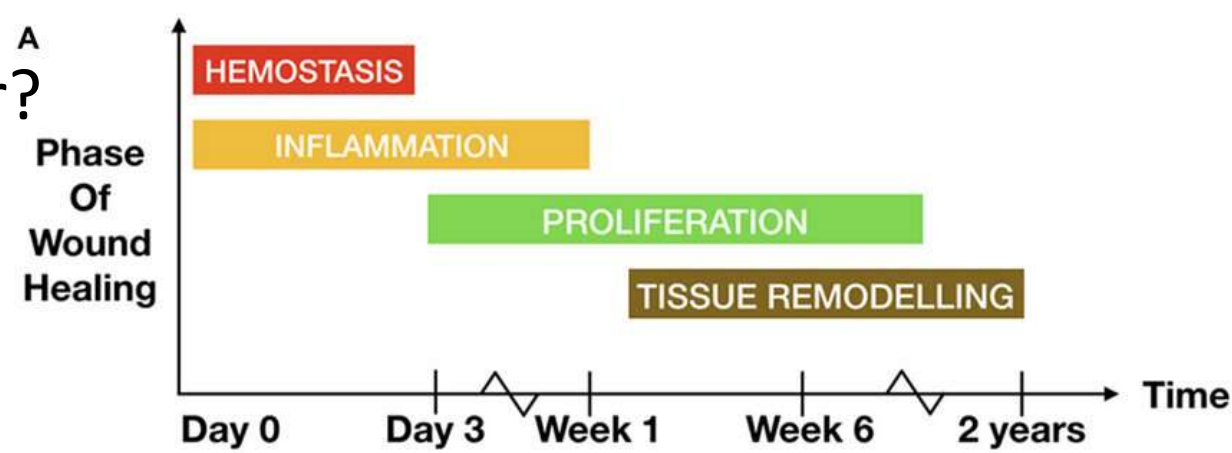 A
r?
HEMOSTASIS
INFLAMMATION
Phase
Of
Wound
Healing
PROLIFERATION
TISSUE REMODELLING
Time
Day 0 Day 3 Week 1 Week 6 2 years